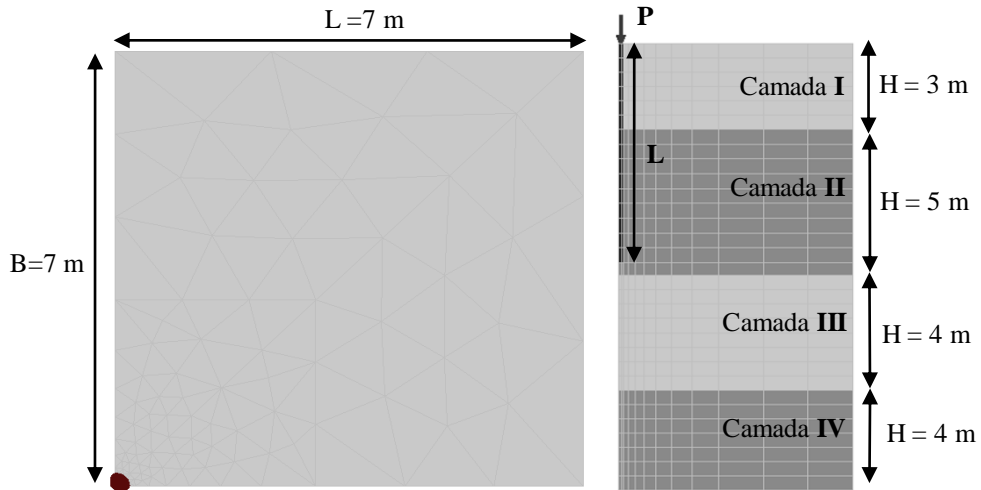 L =7 m
B=7 m
P
L
Camada I
H = 3 m
Camada II
H = 5 m
Camada III
H = 4 m
Camada IV
H = 4 m